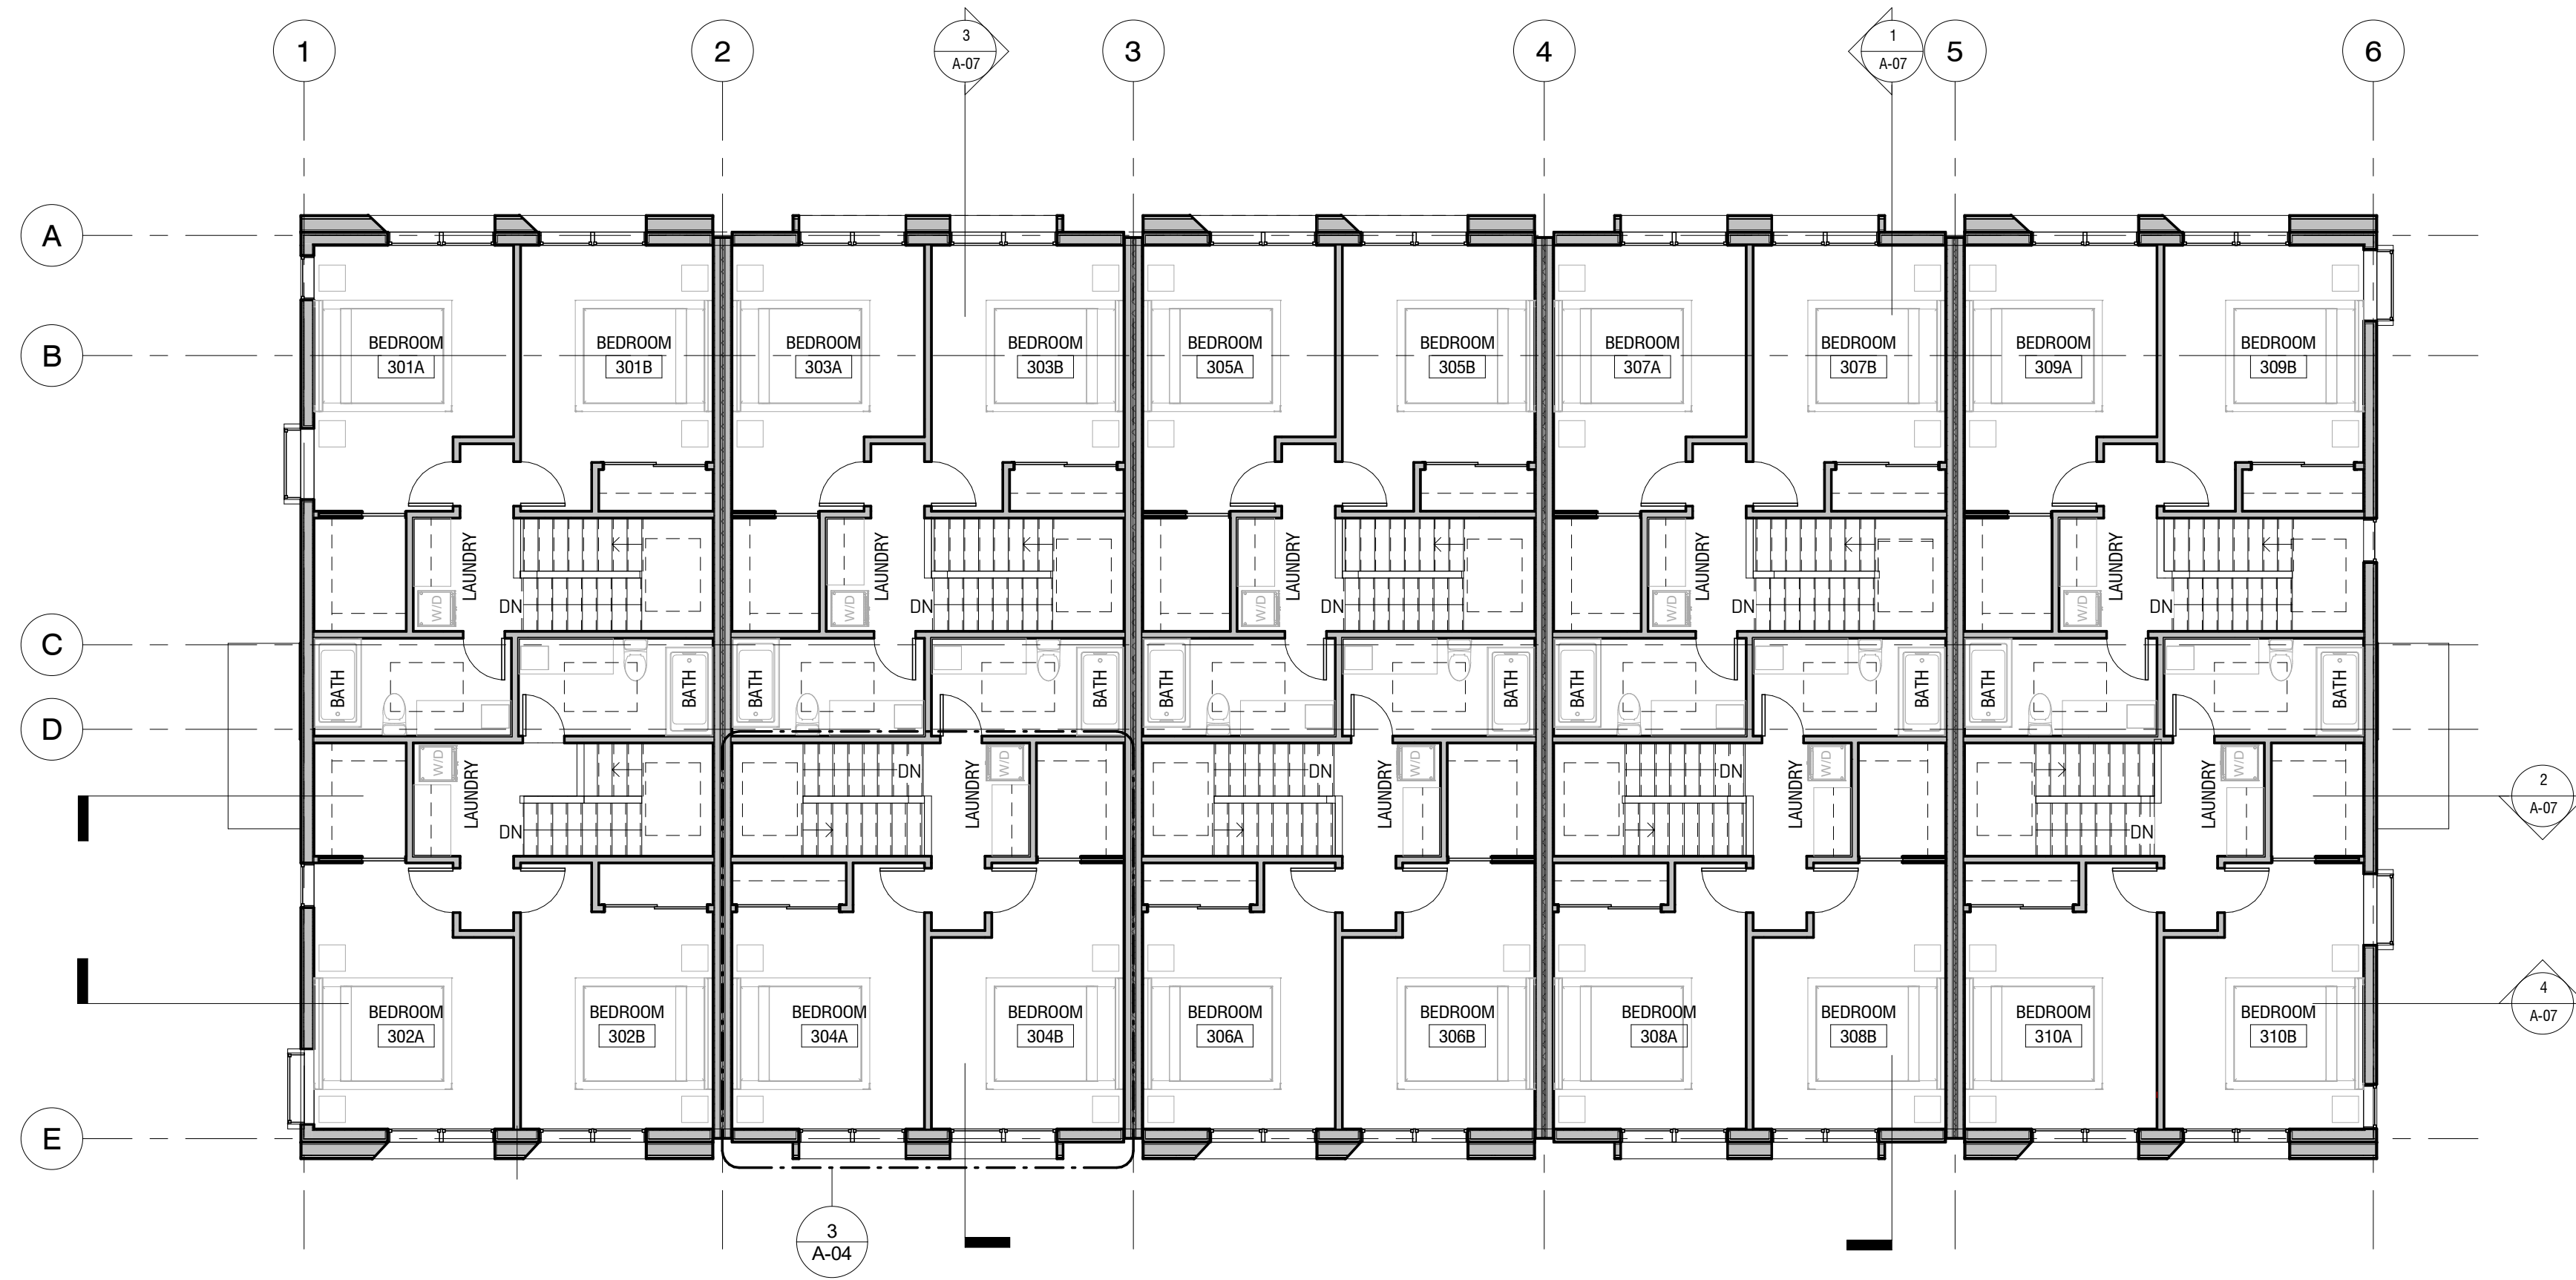 1
2
3
A-07
3
4
1
A-07
5
6
A
B
BEDROOM
301A
BEDROOM
301B
BEDROOM
303A
BEDROOM
303B
BEDROOM
305A
BEDROOM
305B
BEDROOM
307A
BEDROOM
307B
BEDROOM
309A
BEDROOM
309B
LAUNDRY
W/D
DN
LAUNDRY
W/D
DN
LAUNDRY
W/D
DN
LAUNDRY
W/D
DN
LAUNDRY
W/D
DN
C
BATH
BATH
BATH
BATH
BATH
BATH
BATH
BATH
BATH
BATH
D
W/D
LAUNDRY
DN
DN
LAUNDRY
W/D
DN
LAUNDRY
W/D
DN
LAUNDRY
W/D
DN
LAUNDRY
W/D
2
A-07
BEDROOM
302A
BEDROOM
302B
BEDROOM
304A
BEDROOM
304B
BEDROOM
306A
BEDROOM
306B
BEDROOM
308A
BEDROOM
308B
BEDROOM
310A
BEDROOM
310B
4
A-07
E
3
A-04